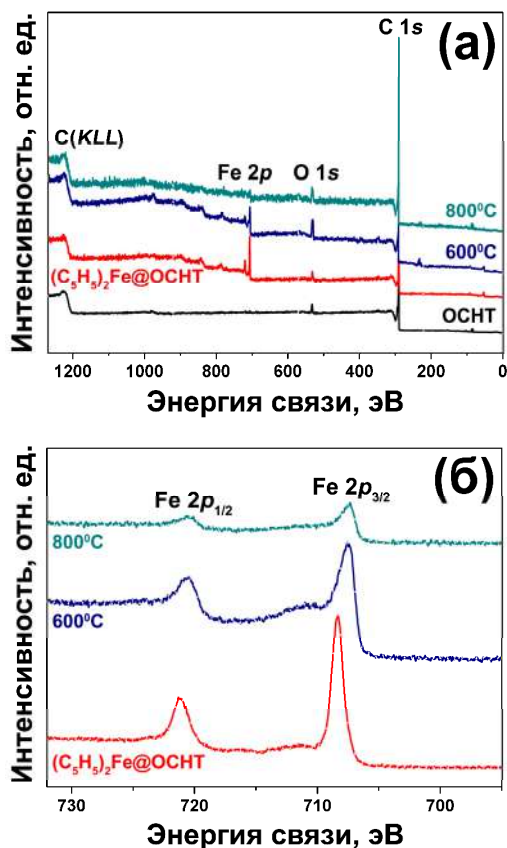 (а)
C 1s
C(KLL)
Fe 2p
O 1s
800⁰C
600⁰C
(C₅H₅)₂Fe@ОСНТ
ОСНТ
Интенсивность, отн. ед.
1200 1000 800 600 400 200 0
Энергия связи, эВ
(б)
Fe 2p₁/₂
Fe 2p₃/₂
800⁰C
600⁰C
(C₅H₅)₂Fe@ОСНТ
Интенсивность, отн. ед.
730 720 710 700
Энергия связи, эВ